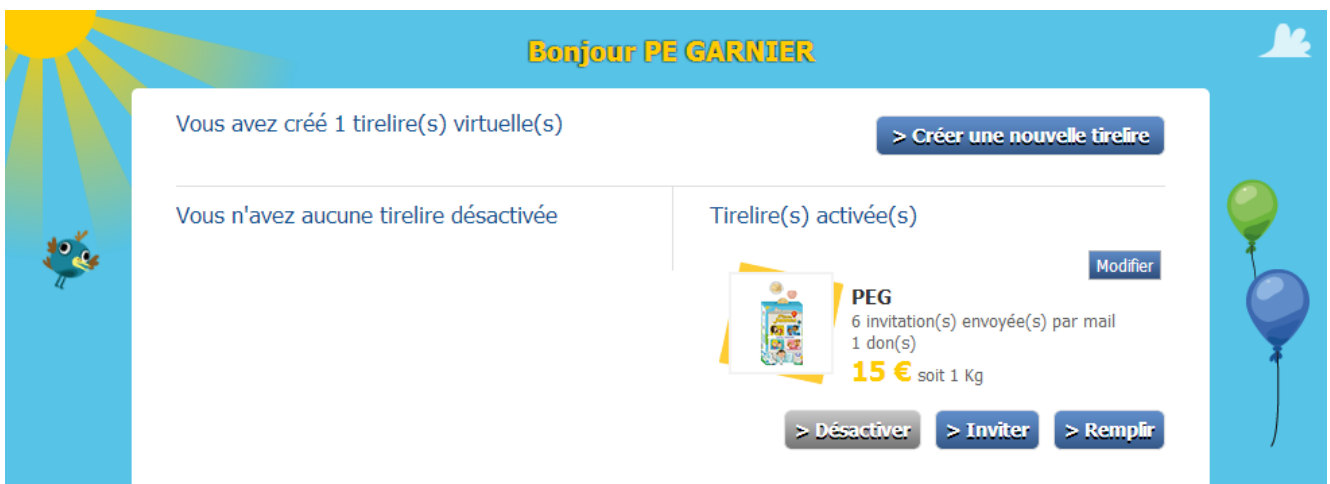 Bonjour PE GARNIER
Vous avez créé 1 tirelire(s) virtuelle(s)
> Créer une nouvelle tirelire
Vous n'avez aucune tirelire désactivée
Tirelire(s) activée(s)
Modifier
PEG
6 invitation(s) envoyée(s) par mail
1 don(s)
15 € soit 1 Kg
> Désactiver
> Inviter
> Remplir